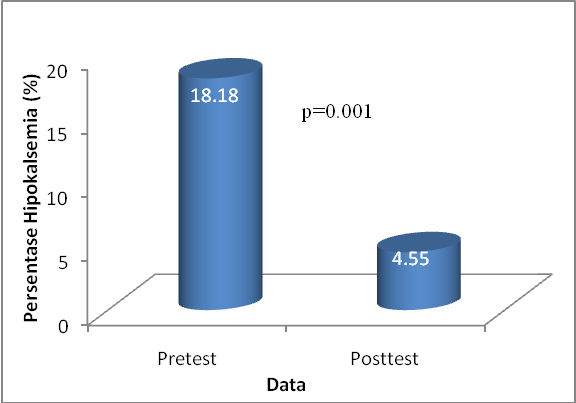 Persentase Hipokalsemia (%)
20
15
10
5
0
18.18
p=0.001
4.55
Pretest
Posttest
Data